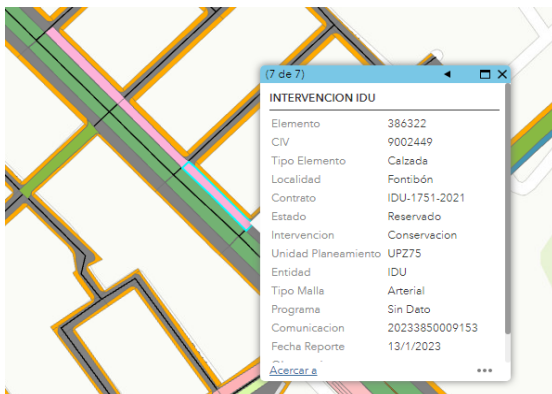 (7 de 7)
INTERVENCION IDU
Elemento 386322
CIV 9002449
Tipo Elemento Calzada
Localidad Fontibón
Contrato IDU-1751-2021
Estado Reservado
Intervencion Conservacion
Unidad Planeamiento UPZ75
Entidad IDU
Tipo Malla Arterial
Programa Sin Dato
Comunicacion 20233850009153
Fecha Reporte 13/1/2023
Acercar a